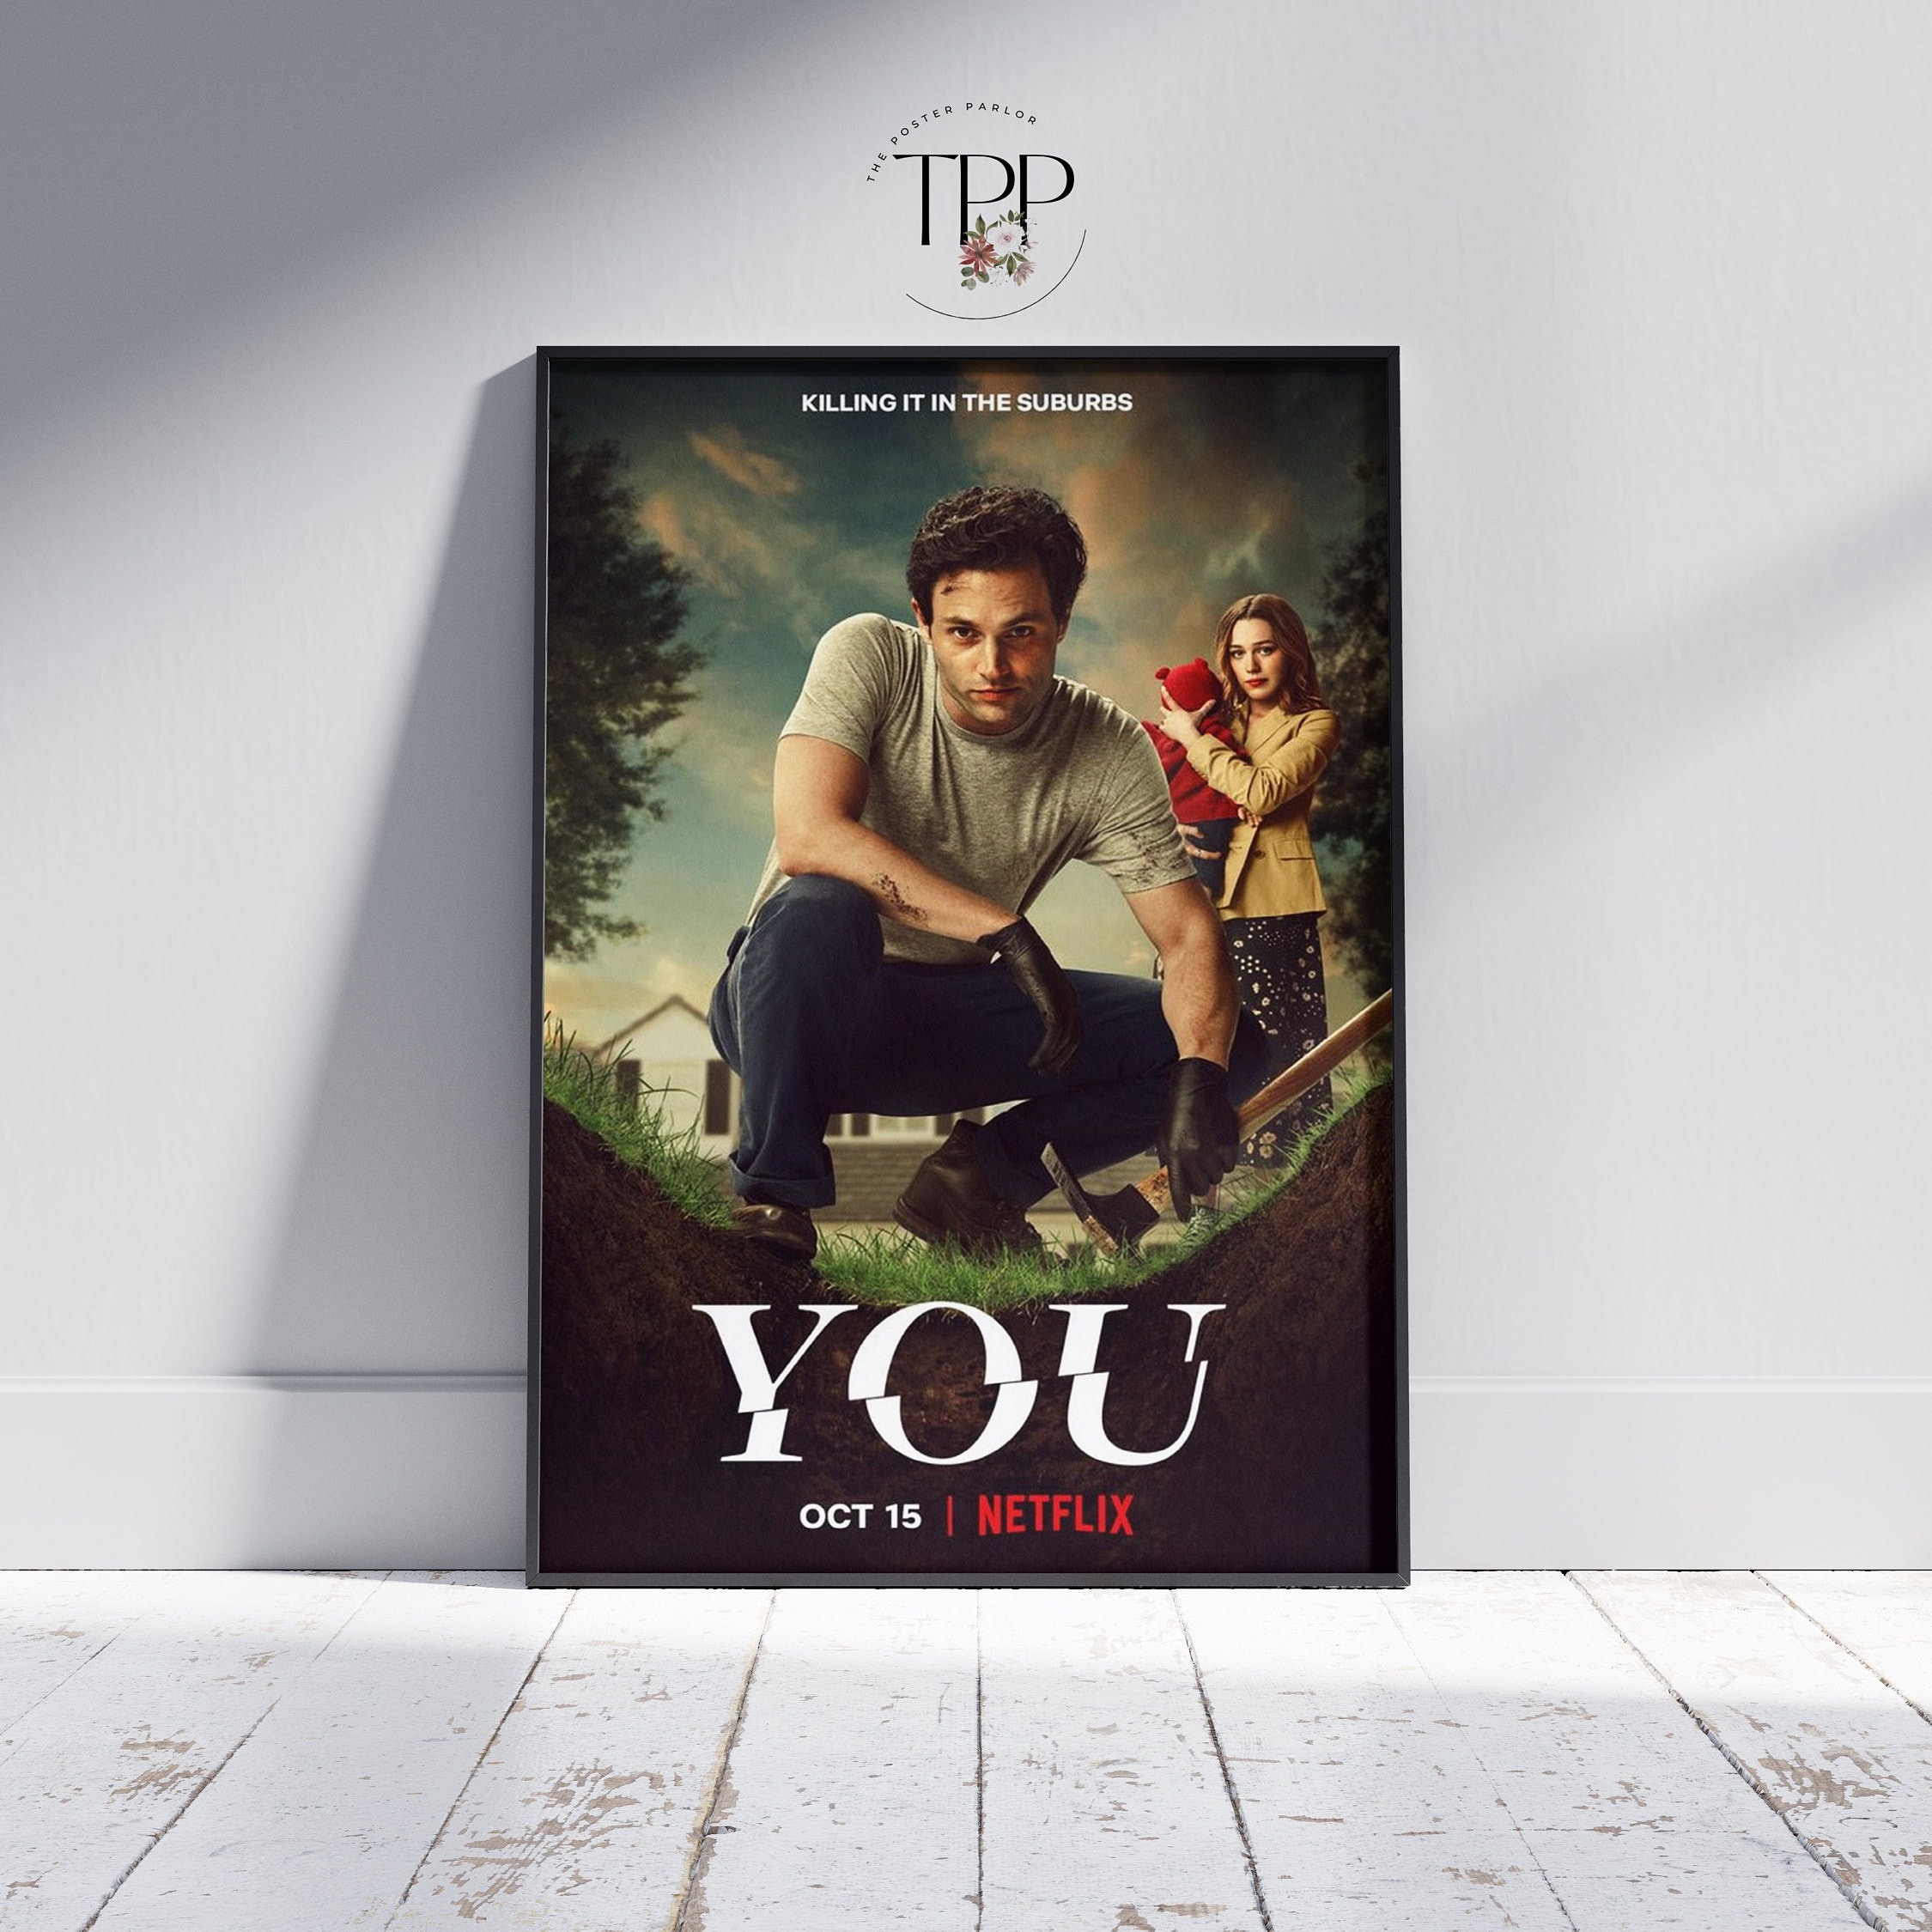 THE POSTER PARLOR
TPP
KILLING IT IN THE SUBURBS
YOU
OCT 15 | NETFLIX